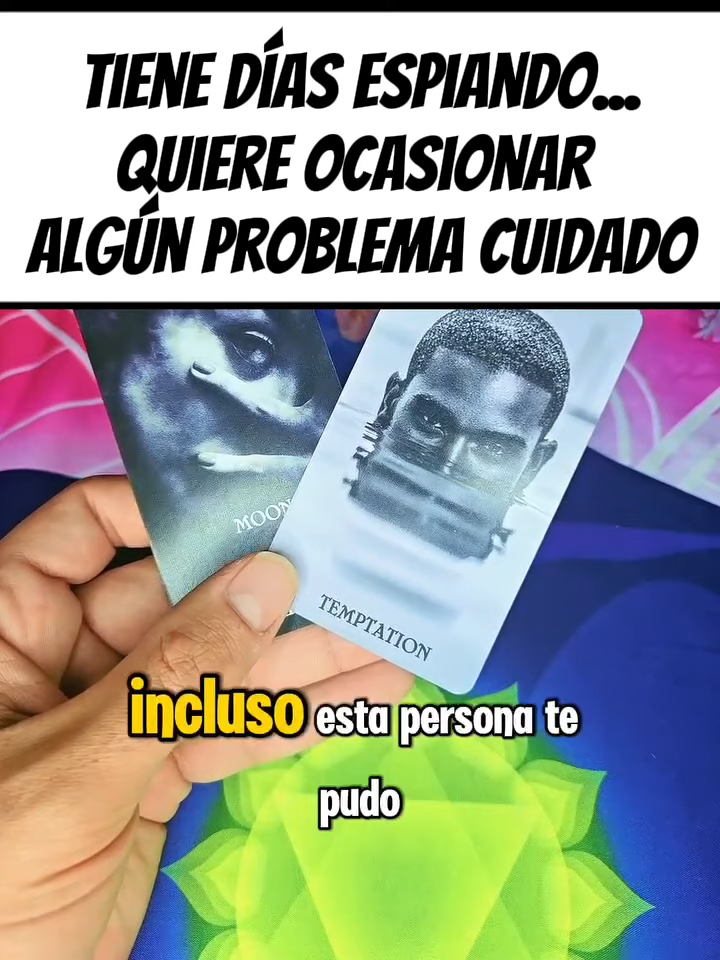 TIENE DÍAS ESPIANDO...
QUIERE OCASIONAR
ALGÚN PROBLEMA CUIDADO
MOON
TEMPTATION
incluso esta persona te
pudo